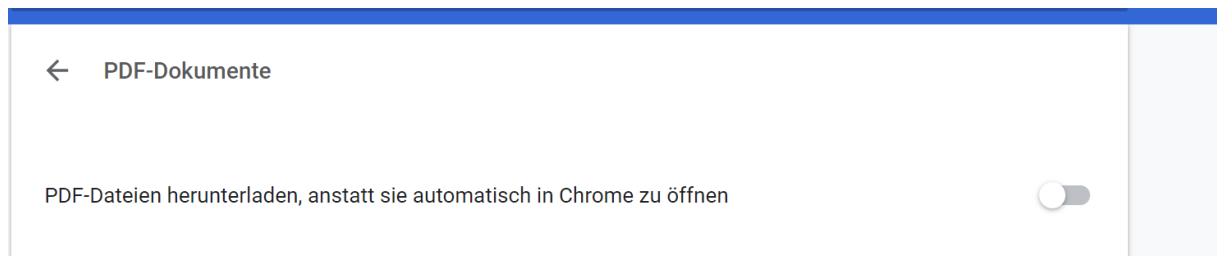 PDF-Dokumente
PDF-Dateien herunterladen, anstatt sie automatisch in Chrome zu öffnen